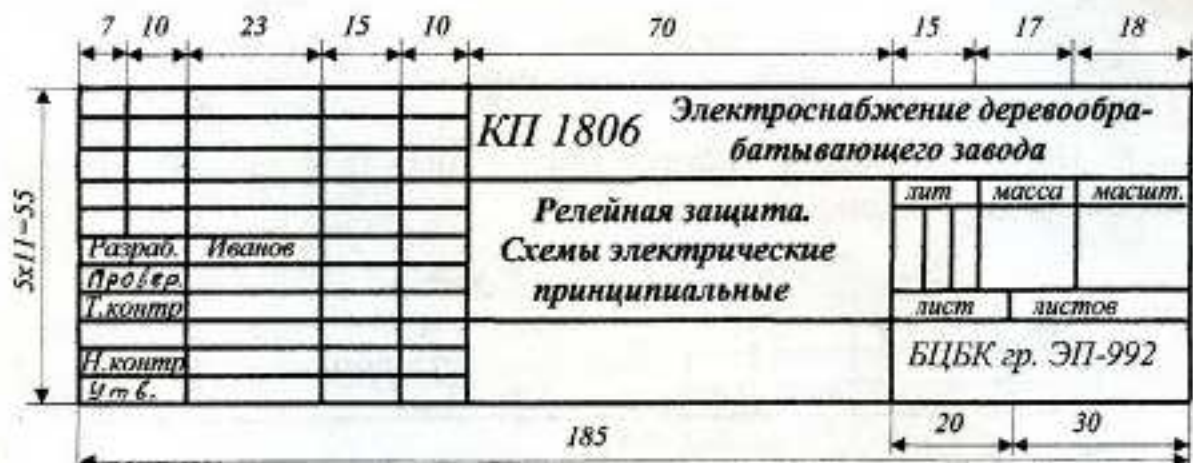 7 10 23 15 10 70 15 17 18
КП 1806
Электроснабжение деревообра-
батывающего завода
5x11=55
лит масса масшт.
Релейная защита.
Схемы электрические
принципиальные
Разраб. Иванов
Провер.
Т.контр
лист листов
Н.контр
Утв.
БЦБК гр. ЭП-992
20 30
185